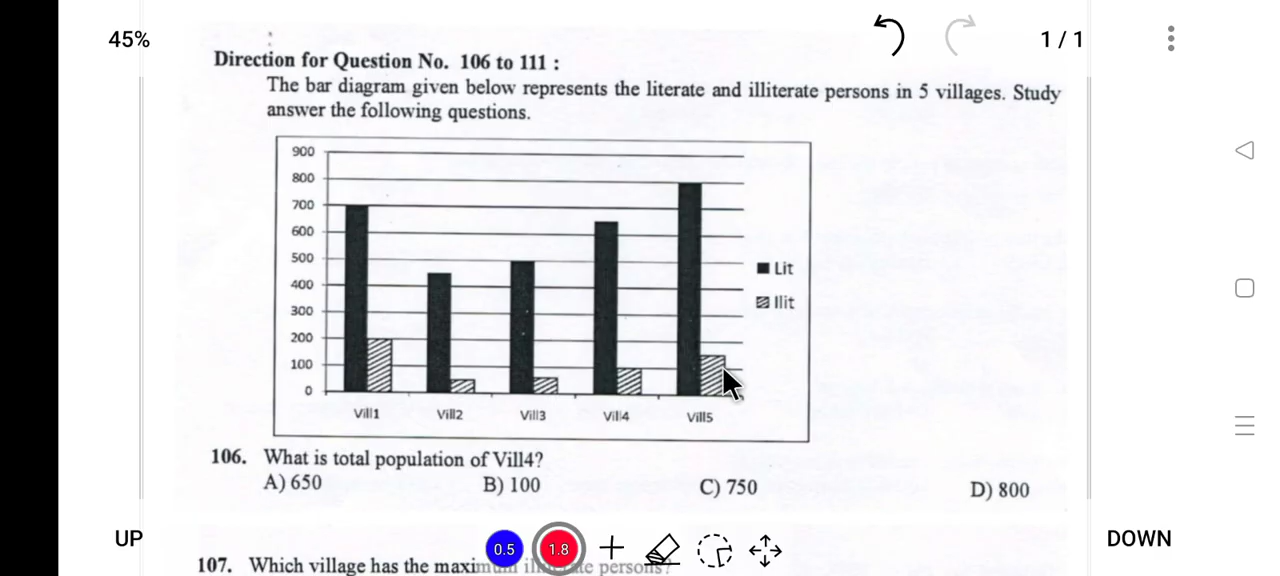 45%
1 / 1
Direction for Question No. 106 to 111 :
The bar diagram given below represents the literate and illiterate persons in 5 villages. Study
answer the following questions.
900
800
700
600
500
400
300
200
100
0
Lit
Ilit
Vill1 Vill2 Vill3 Vill4 Vill5
106. What is total population of Vill4?
A) 650 B) 100 C) 750 D) 800
UP
0.5
1.8
DOWN
107. Which village has the maximum illiterate persons?